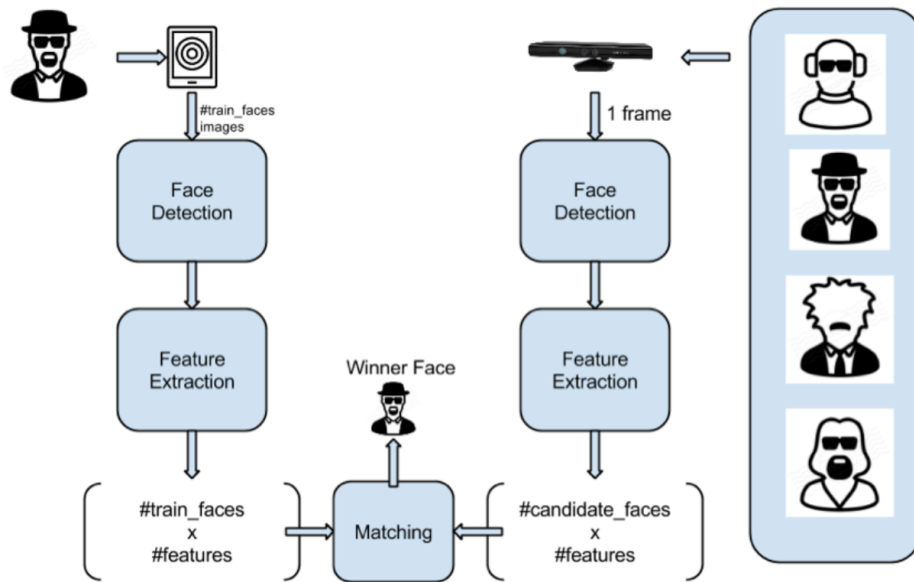 #train_faces
images
1 frame
Face
Detection
Face
Detection
Feature
Extraction
Feature
Extraction
Winner Face
#train_faces
x
#features
Matching
#candidate_faces
x
#features